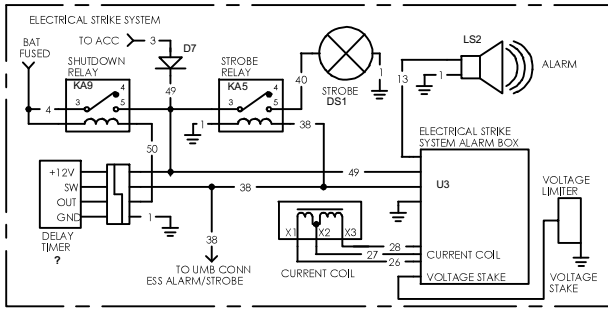 ELECTRICAL STRIKE SYSTEM
BAT
FUSED
TO ACC
3
D7
LS2
SHUTDOWN
RELAY
KA9
STROBE
RELAY
KA5
40
1
STROBE
DS1
13
1
ALARM
4
3
4
5
49
3
4
5
1
38
50
ELECTRICAL STRIKE
SYSTEM ALARM BOX
+12V
SW
OUT
GND
49
38
1
U3
VOLTAGE
LIMITER
DELAY
TIMER
?
38
X1
X2
X3
28
27
26
CURRENT COIL
VOLTAGE STAKE
TO UMB CONN
ESS ALARM/STROBE
CURRENT COIL
VOLTAGE
STAKE